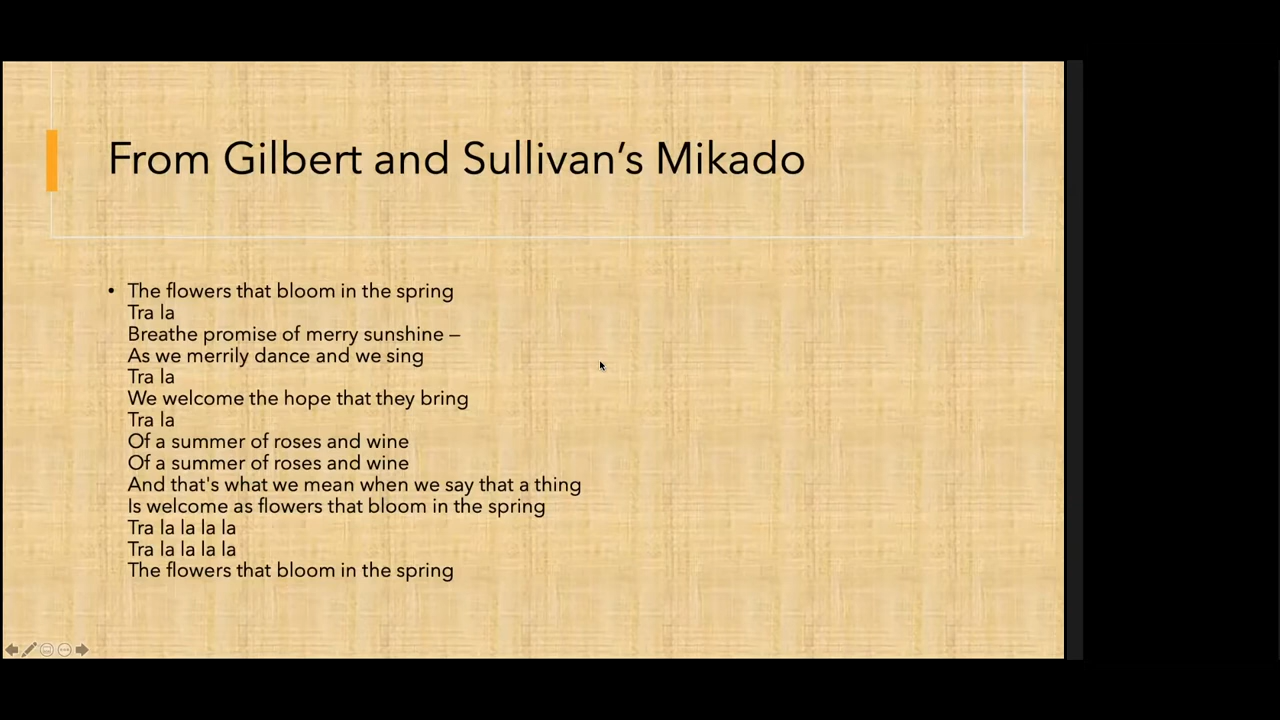 From Gilbert and Sullivan’s Mikado
• The flowers that bloom in the spring
Tra la
Breathe promise of merry sunshine –
As we merrily dance and we sing
Tra la
We welcome the hope that they bring
Tra la
Of a summer of roses and wine
Of a summer of roses and wine
And that's what we mean when we say that a thing
Is welcome as flowers that bloom in the spring
Tra la la la la
Tra la la la la
The flowers that bloom in the spring